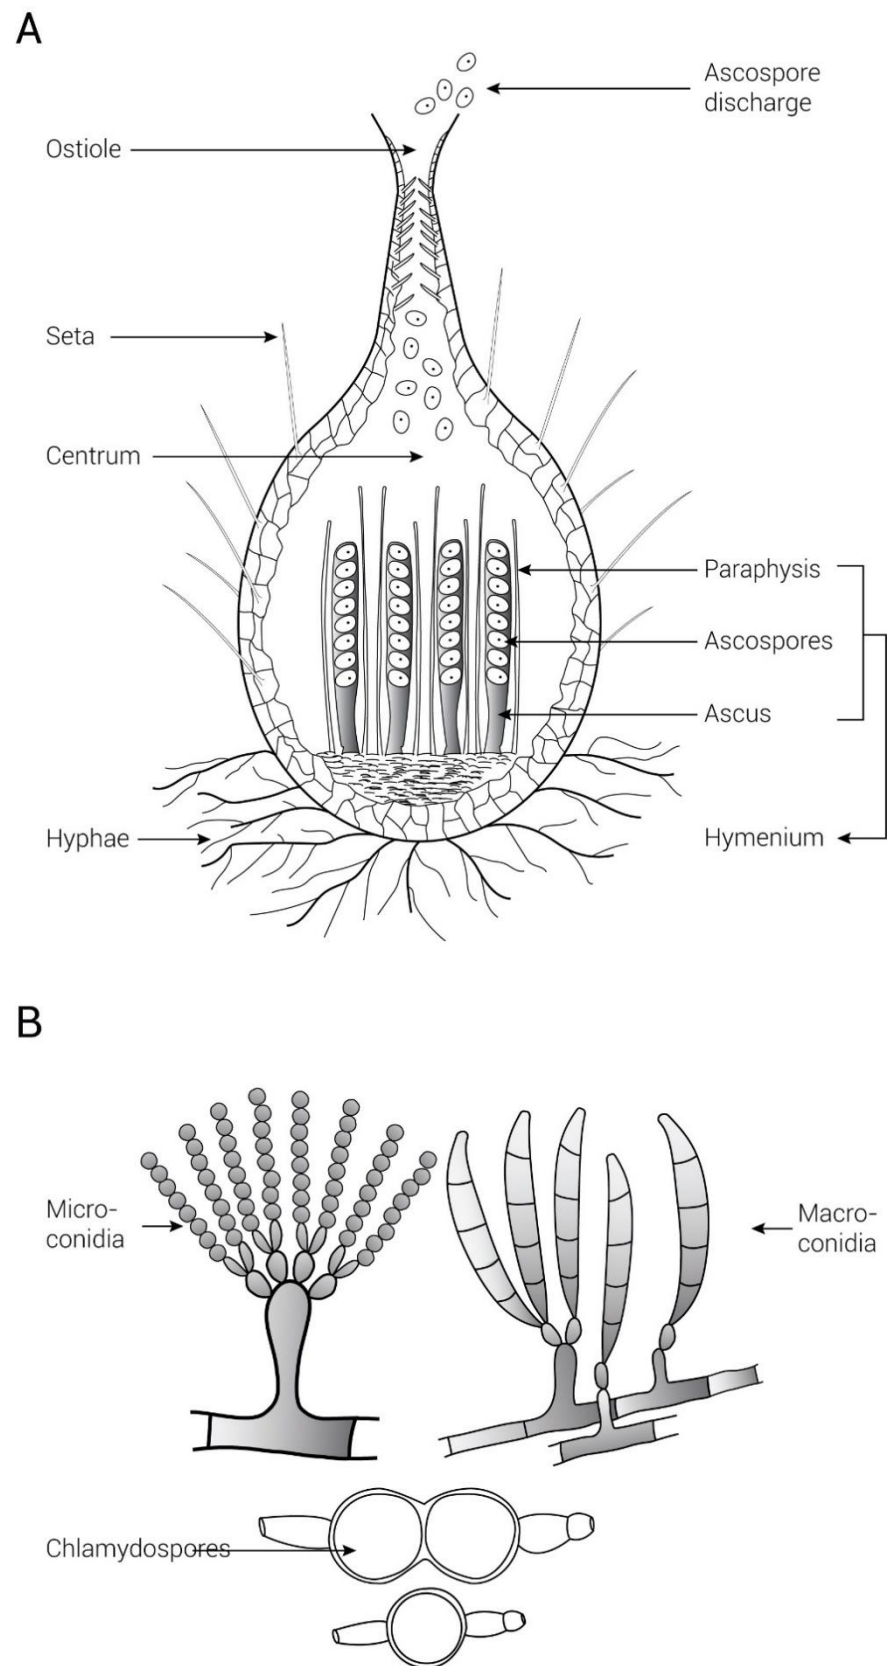 A
Ascospore
discharge
Ostiole
Seta
Centrum
Paraphysis
Ascospores
Ascus
Hyphae
Hymenium
B
Micro-
conidia
Macro-
conidia
Chlamydospores